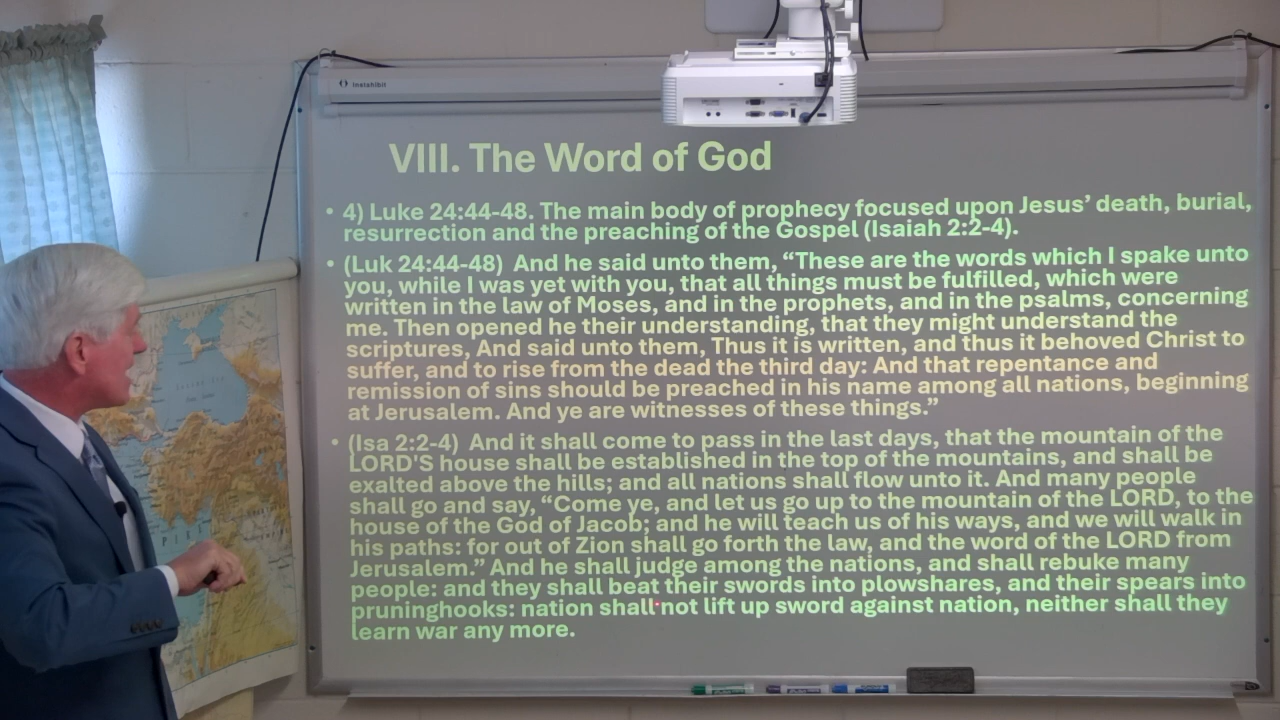 Instahibit
VIII. The Word of God
• 4) Luke 24:44-48. The main body of prophecy focused upon Jesus’ death, burial,
resurrection and the preaching of the Gospel (Isaiah 2:2-4).
• (Luk 24:44-48) And he said unto them, “These are the words which I spake unto
you, while I was yet with you, that all things must be fulfilled, which were
written in the law of Moses, and in the prophets, and in the psalms, concerning
me. Then opened he their understanding, that they might understand the
scriptures, And said unto them, Thus it is written, and thus it behoved Christ to
suffer, and to rise from the dead the third day: And that repentance and
remission of sins should be preached in his name among all nations, beginning
at Jerusalem. And ye are witnesses of these things.”
• (Isa 2:2-4) And it shall come to pass in the last days, that the mountain of the
LORD'S house shall be established in the top of the mountains, and shall be
exalted above the hills; and all nations shall flow unto it. And many people
shall go and say, “Come ye, and let us go up to the mountain of the LORD, to the
house of the God of Jacob; and he will teach us of his ways, and we will walk in
his paths: for out of Zion shall go forth the law, and the word of the LORD from
Jerusalem.” And he shall judge among the nations, and shall rebuke many
people: and they shall beat their swords into plowshares, and their spears into
pruninghooks: nation shall not lift up sword against nation, neither shall they
learn war any more.